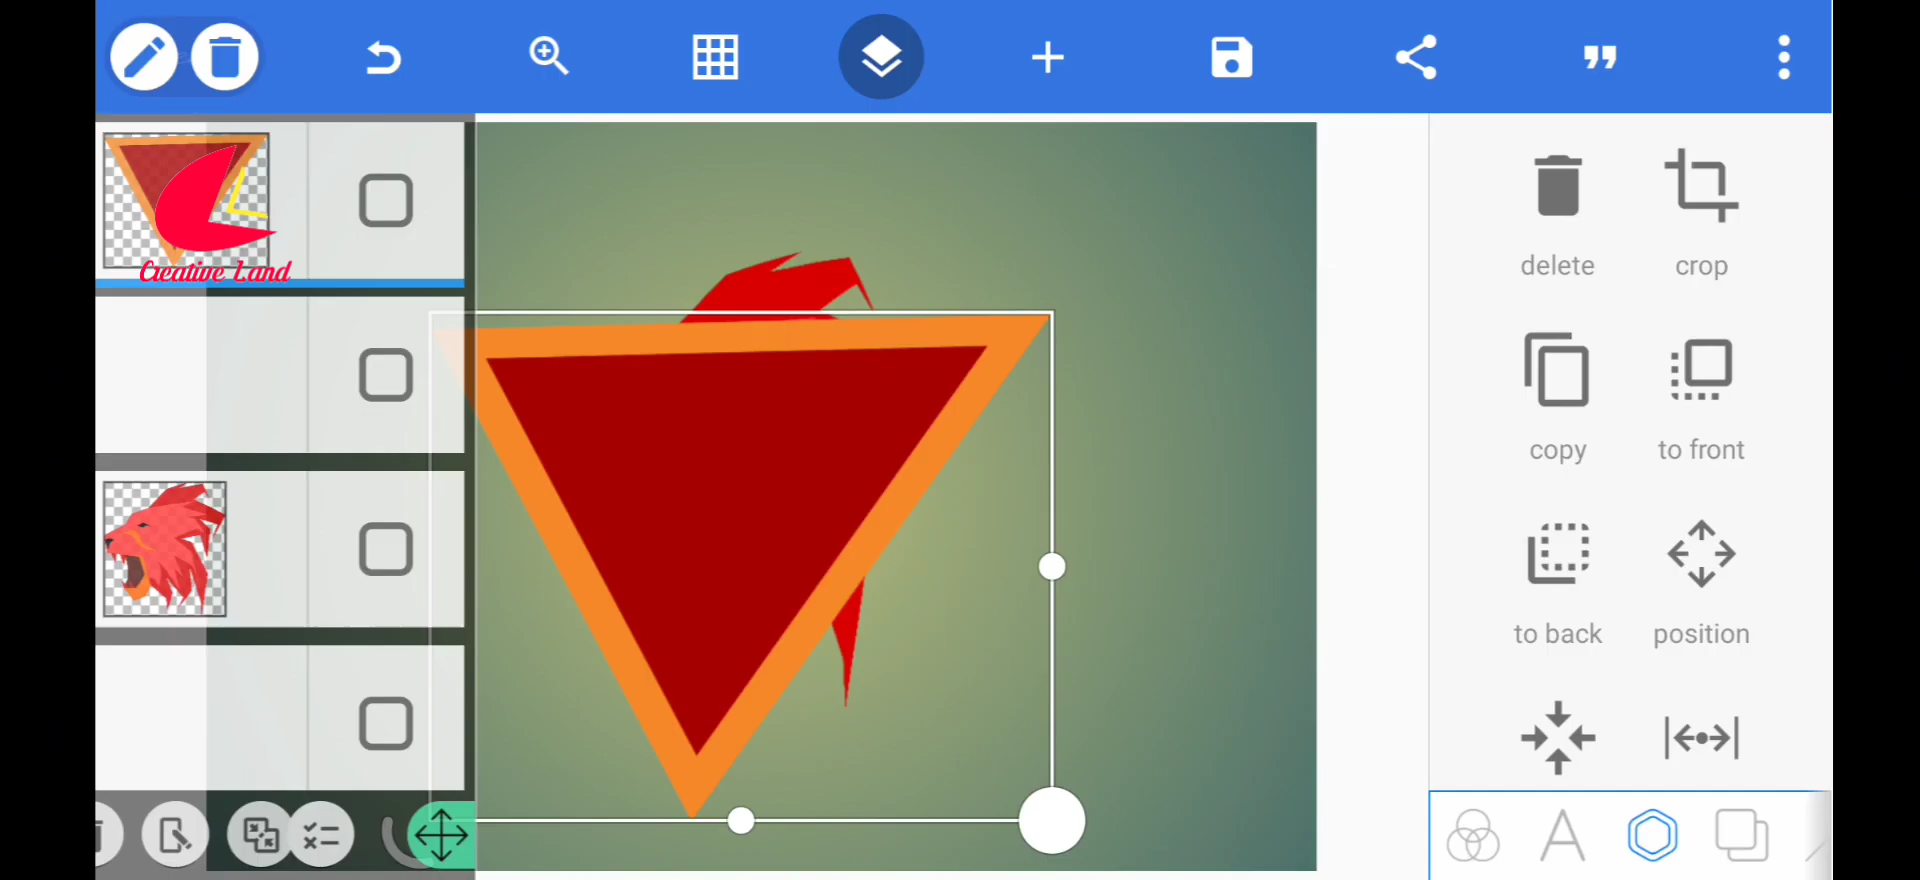 Creative Land
delete
crop
copy
to front
to back
position